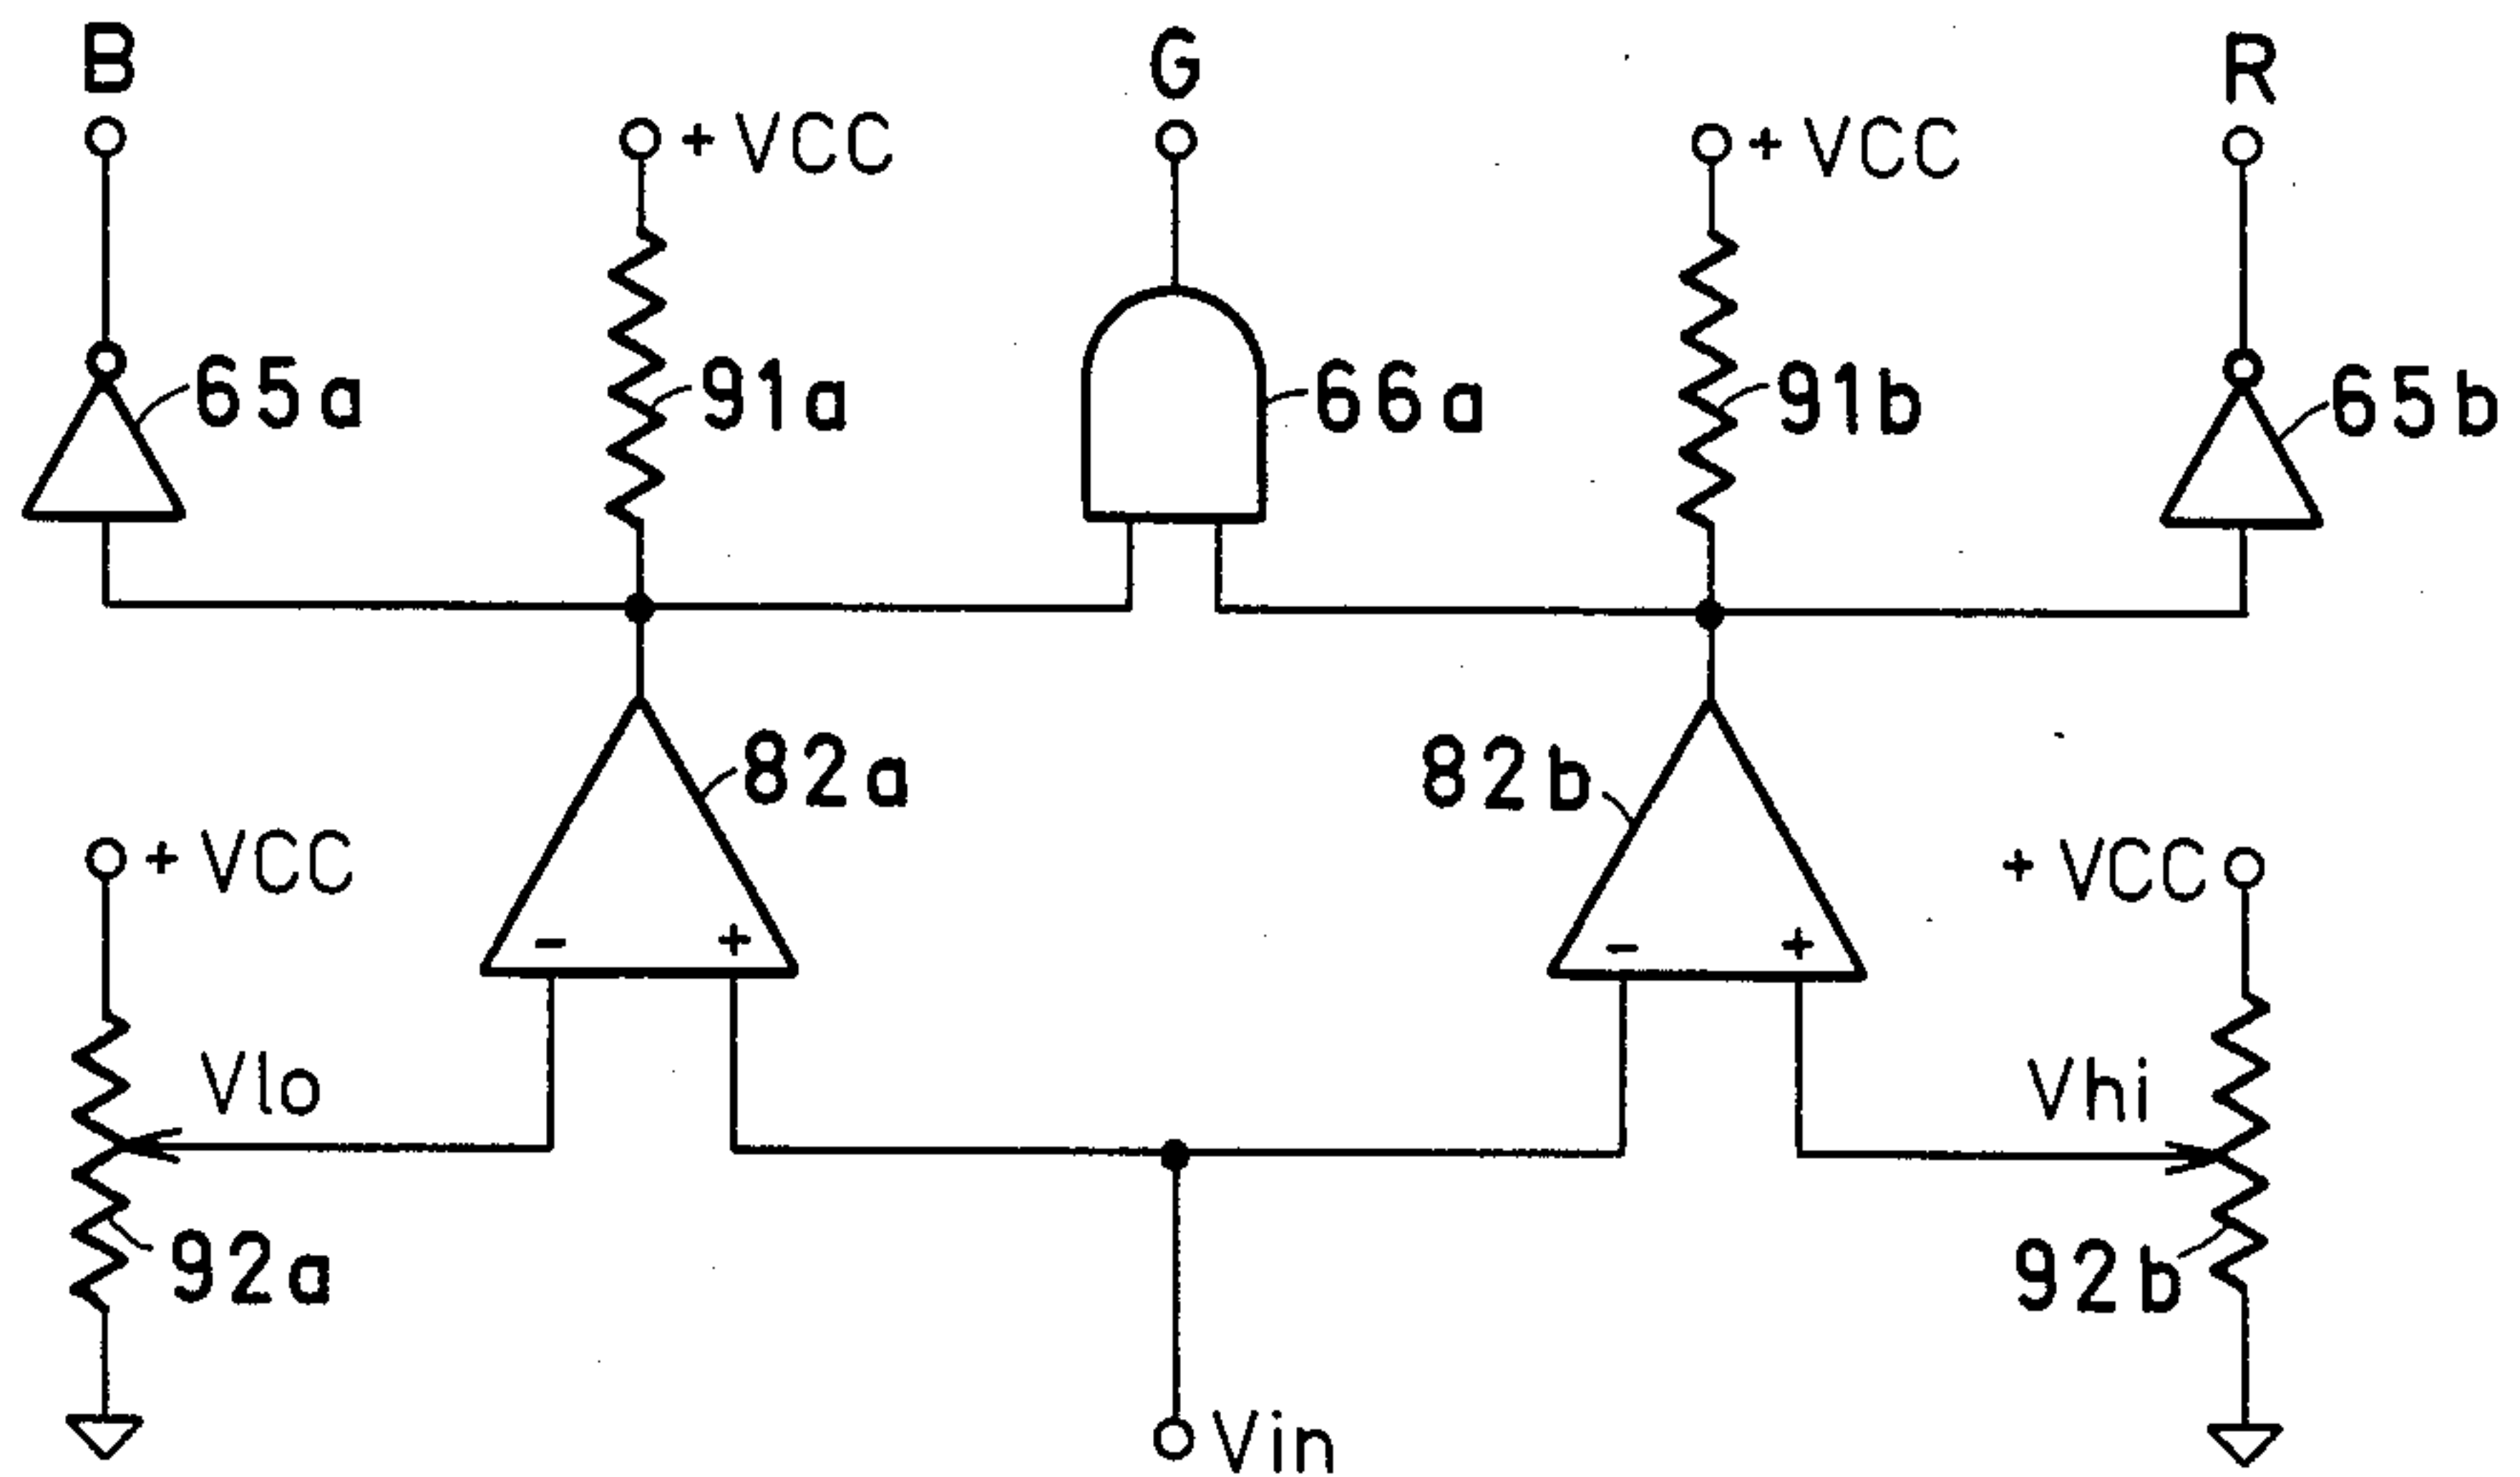 B
G
R
+ VCC
+ VCC
65a
91a
66a
91b
65b
82a
82b
+ VCC
- +
- +
+ VCC
Vlo
Vhi
92a
92b
Vin